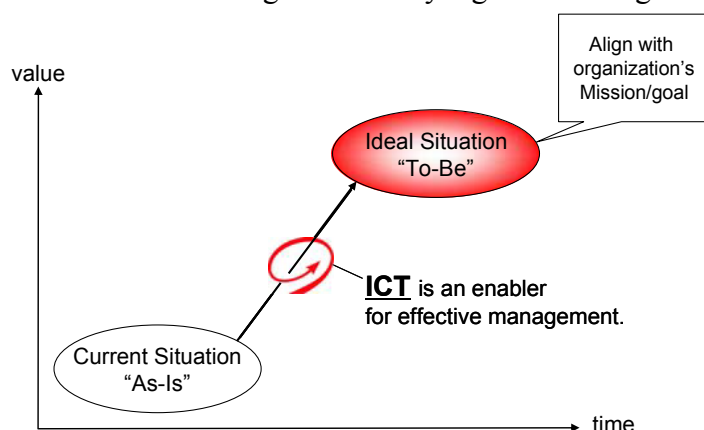 Align with
organization's
Mission/goal
value
Ideal Situation
"To-Be"
ICT is an enabler
for effective management.
Current Situation
"As-Is"
time